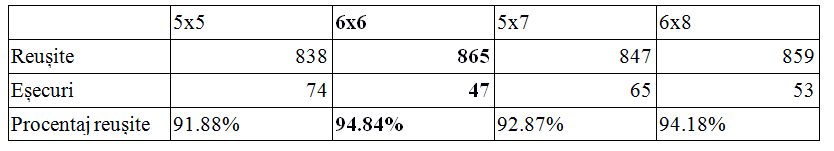 5x5 6x6 5x7 6x8
Reușite 838 865 847 859
Eșecuri 74 47 65 53
Procentaj reușite 91.88% 94.84% 92.87% 94.18%